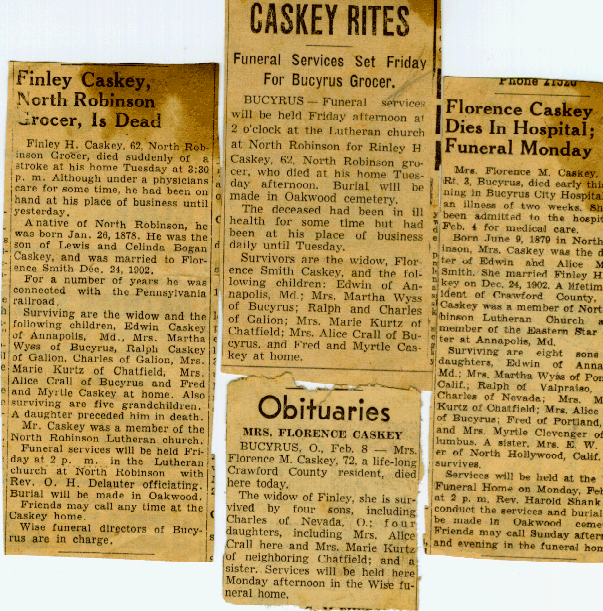 Finley Caskey,
North Robinson
Grocer, Is Dead
Finley H. Caskey, 62, North Rob-
inson Grocer, died suddenly of a
stroke at his home Tuesday at 3:30
p. m. Although under a physicians
care for some time, he had been on
hand at his place of business until
yesterday.
A native of North Robinson, he
was born Jan. 26, 1878. He was the
son of Lewis and Celinda Bogan
Caskey, and was married to Flor-
ence Smith Dec. 24, 1902.
For a number of years he was
connected with the Pennsylvania
railroad.
Surviving are the widow and the
following children, Edwin Caskey
of Annapolis, Md., Mrs. Martha
Wyss of Bucyrus, Ralph Caskey
of Galion, Charles of Galion, Mrs.
Marie Kurtz of Chatfield, Mrs.
Alice Crall of Bucyrus and Fred
and Myrtle Caskey at home. Also
surviving are five grandchildren.
A daughter preceded him in death.
Mr. Caskey was a member of the
North Robinson Lutheran church.
Funeral services will be held Fri-
day at 2 p. m. in the Lutheran
church at North Robinson with
Rev. O. H. Delauter officiating.
Burial will be made in Oakwood.
Friends may call any time at the
Caskey home.
Wise funeral directors of Bucy-
rus are in charge.
CASKEY RITES
Funeral Services Set Friday
For Bucyrus Grocer.
BUCYRUS — Funeral services
will be held Friday afternoon at
2 o'clock at the Lutheran church
at North Robinson for Rinley H
Caskey, 62, North Robinson gro-
cer, who died at his home Tues-
day afternoon. Burial will be
made in Oakwood cemetery.
The deceased had been in ill
health for some time but had
been at his place of business
daily until Tuesday.
Survivors are the widow, Flor-
ence Smith Caskey, and the fol-
lowing children: Edwin of An-
napolis, Md.; Mrs. Martha Wyss
of Bucyrus; Ralph and Charles
of Galion; Mrs. Marie Kurtz of
Chatfield; Mrs. Alice Crall of Bu-
cyrus, and Fred and Myrtle Cas-
key at home.
Obituaries
MRS. FLORENCE CASKEY
BUCYRUS, O., Feb. 8 — Mrs.
Florence M. Caskey, 72, a life-long
Crawford County resident, died
here today.
The widow of Finley, she is sur-
vived by four sons, including
Charles of Nevada, O.; four
daughters, including Mrs. Alice
Crall here and Mrs. Marie Kurtz
of neighboring Chatfield; and a
sister. Services will be held here
Monday afternoon in the Wise fu-
neral home.
Phone 21520
Florence Caskey
Dies In Hospital;
Funeral Monday
Mrs. Florence M. Caskey,
Rt. 3, Bucyrus, died early thi
ning in Bucyrus City Hospita
an illness of two weeks. Sh
been admitted to the hospit
Feb. 4 for medical care.
Born June 9, 1879 in North
inson, Mrs. Caskey was the d
ter of Edwin and Alice M
Smith. She married Finley H
key on Dec. 24, 1902. A lifetim
ident of Crawford County,
Caskey was a member of Nort
binson Lutheran Church a
member of the Eastern Star
ter at Annapolis, Md.
Surviving are eight sons
daughters, Edwin of Anna
Md.; Mrs. Martha Wyss of Pom
Calif., Ralph of Valpraiso,
Charles of Nevada; Mrs. M
Kurtz of Chatfield; Mrs. Alice
of Bucyrus; Fred of Portland,
and Mrs. Myrtle Clevenger o
lumbus. A sister, Mrs. E. W.
er of North Hollywood, Calif.
survives.
Services will be held at the
Funeral Home on Monday, Feb
at 2 p. m. Rev. Harold Shank
conduct the services and burial
be made in Oakwood ceme
Friends may call Sunday aftern
and evening in the funeral hom